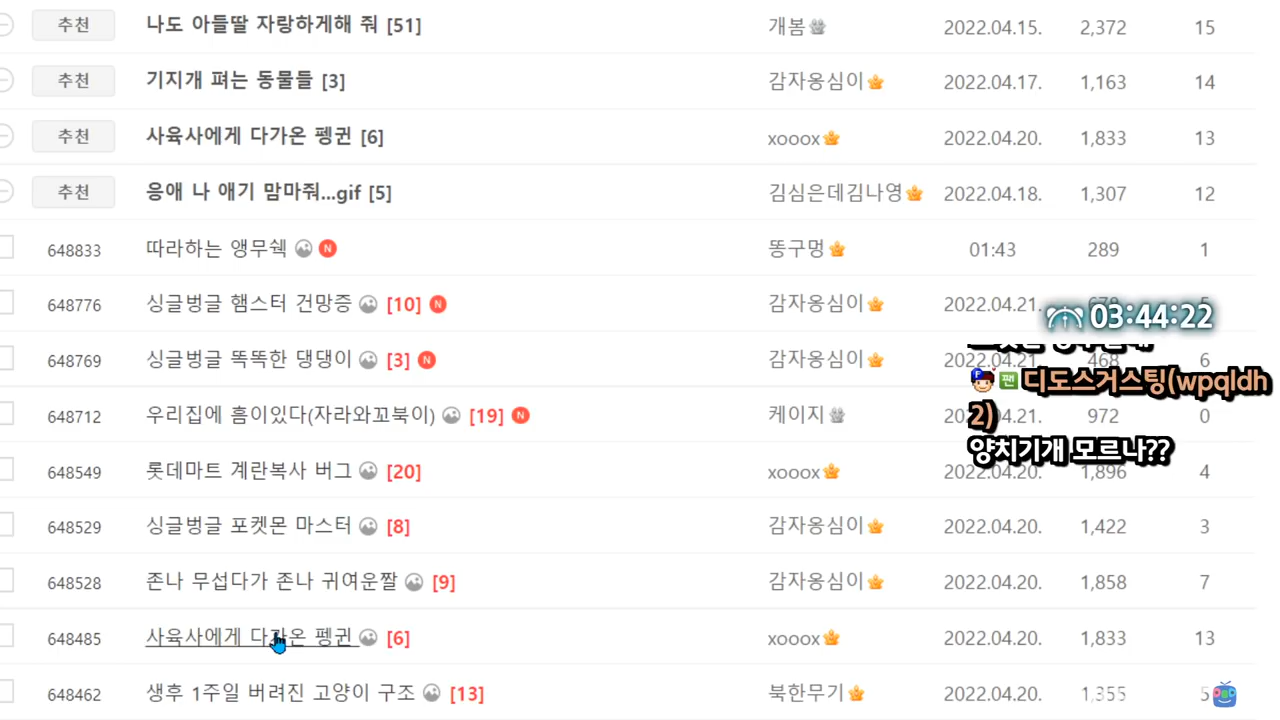 추천 나도 아들딸 자랑하게해 줘 [51] 개봄 2022.04.15. 2,372 15
추천 기지개 펴는 동물들 [3] 감자옹심이 2022.04.17. 1,163 14
추천 사육사에게 다가온 펭귄 [6] xooox 2022.04.20. 1,833 13
추천 응애 나 애기 맘마줘...gif [5] 김심은데김나영 2022.04.18. 1,307 12
648833 따라하는 앵무쉑 N 똥구멍 01:43 289 1
648776 싱글벙글 햄스터 건망증 [10] N 감자옹심이 2022.04.21.
03:44:22
648769 싱글벙글 똑똑한 댕댕이 [3] N 감자옹심이 2022.04.21. 468 6
F 팬 디도스거스팅(wpqldh
2)
648712 우리집에 흠이있다(자라와꼬북이) [19] N 케이지 04.21. 972 0
양치기개 모르나??
648549 롯데마트 계란복사 버그 [20] xooox 2022.04.20. 1,896 4
648529 싱글벙글 포켓몬 마스터 [8] 감자옹심이 2022.04.20. 1,422 3
648528 존나 무섭다가 존나 귀여운짤 [9] 감자옹심이 2022.04.20. 1,858 7
648485 사육사에게 다가온 펭귄 [6] xooox 2022.04.20. 1,833 13
648462 생후 1주일 버려진 고양이 구조 [13] 북한무기 2022.04.20. 1,355 5